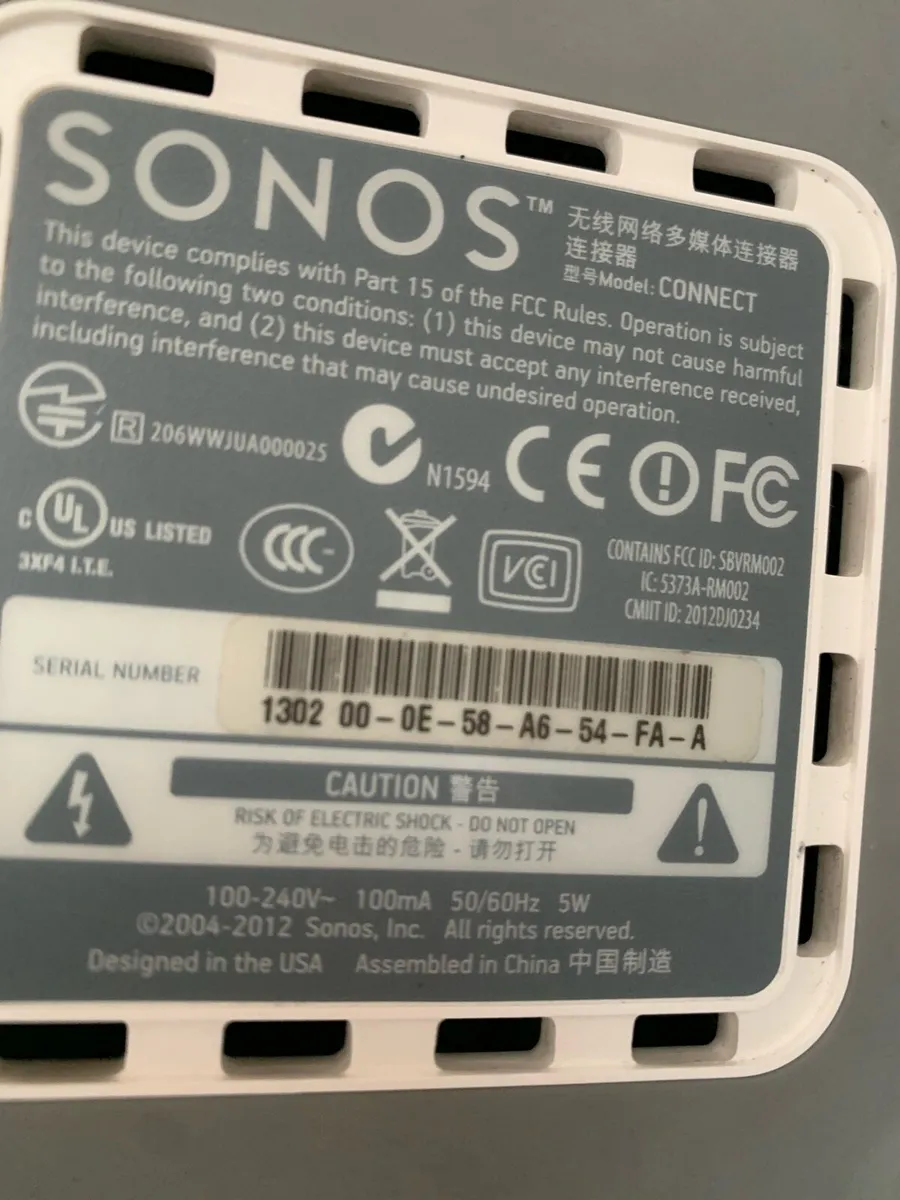 SONOS™
无线网络多媒体连接器
连接器
型号Model: CONNECT
This device complies with Part 15 of the FCC Rules. Operation is subject
to the following two conditions: (1) this device may not cause harmful
interference, and (2) this device must accept any interference received,
including interference that may cause undesired operation.
R 206WWJUA000025
N1594
CE FC
C UL US LISTED
3XF4 I.T.E.
CCC
VCI
CONTAINS FCC ID: SBVRM002
IC: 5373A-RM002
CMIIT ID: 2012DJ0234
SERIAL NUMBER
1302 00-0E-58-A6-54-FA-A
CAUTION 警告
RISK OF ELECTRIC SHOCK - DO NOT OPEN
为避免电击的危险 - 请勿打开
100-240V~ 100mA 50/60Hz 5W
©2004-2012 Sonos, Inc. All rights reserved.
Designed in the USA Assembled in China 中国制造